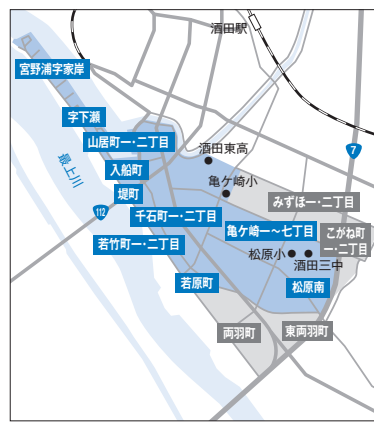 酒田駅
宮野浦字家岸
字下瀬
山居町一・二丁目
入船町
堤町
最上川
112
千石町一・二丁目
若竹町一・二丁目
酒田東高
亀ケ崎小
7
みずほ一・二丁目
亀ケ崎一～七丁目
こがね町
一・二丁目
松原小
酒田三中
若原町
松原南
両羽町
東両羽町